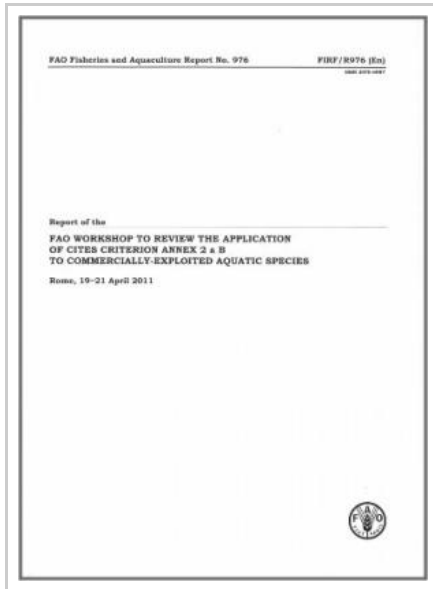 FAO Fisheries and Aquaculture Report No. 976
FIRF/R976 (En)
Report of the
FAO WORKSHOP TO REVIEW THE APPLICATION
OF CITES CRITERION ANNEX 2 a B
TO COMMERCIALLY-EXPLOITED AQUATIC SPECIES
Rome, 19–21 April 2011